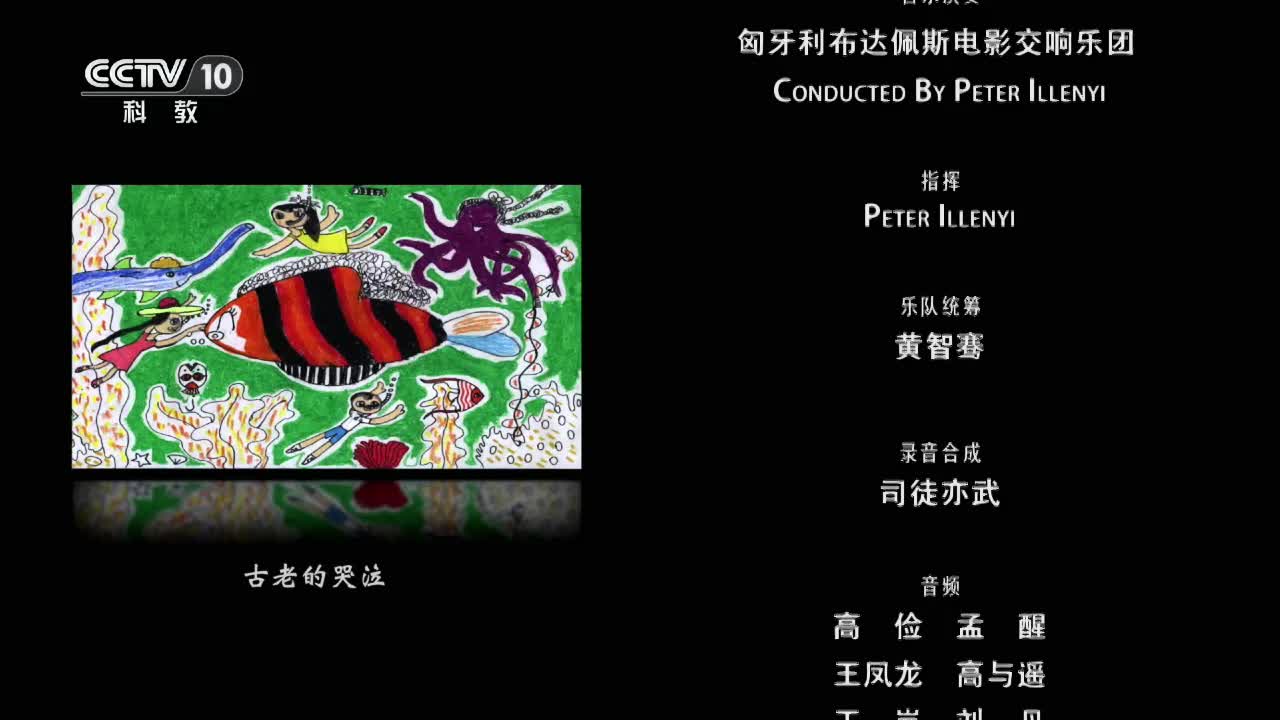 CCTV 10
科教
古老的哭泣
匈牙利布达佩斯电影交响乐团
CONDUCTED BY PETER ILLENYI
指挥
PETER ILLENYI
乐队统筹
黄智骞
录音合成
司徒亦武
音频
高 俭 孟 醒
王凤龙 高与遥